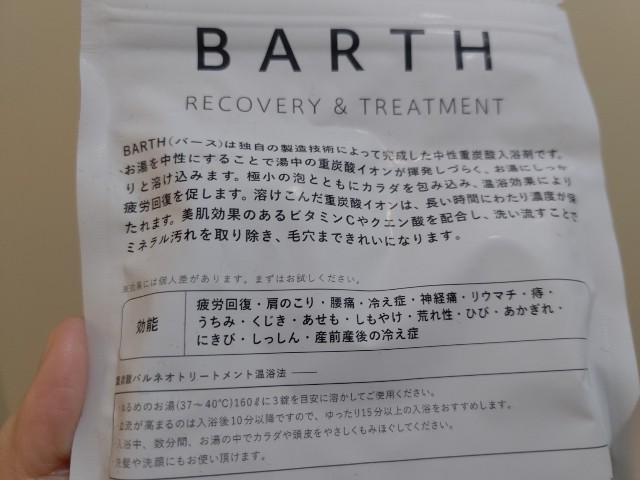 BARTH
RECOVERY & TREATMENT
BARTH(バース)は独自の製造技術によって完成した中性重炭酸入浴剤です。
お湯を中性にすることで湯中の重炭酸イオンが揮発しづらく、お湯にしっか
りと溶け込みます。極小の泡とともにカラダを包み込み、温浴効果により
疲労回復を促します。溶けこんだ重炭酸イオンは、長い時間にわたり濃度が保
たれます。美肌効果のあるビタミンCやクエン酸を配合し、洗い流すことで
ミネラル汚れを取り除き、毛穴まできれいになります。
※効果には個人差があります。まずはお試しください。
効能
疲労回復・肩のこり・腰痛・冷え症・神経痛・リウマチ・痔・
うちみ・くじき・あせも・しもやけ・荒れ性・ひび・あかぎれ・
にきび・しっしん・産前産後の冷え症
重炭酸バルネオトリートメント温浴法
ぬるめのお湯(37〜40℃)160ℓに3錠を目安に溶かしてご使用ください。
血流が高まるのは入浴後10分以降ですので、ゆったり15分以上の入浴をおすすめします。
入浴中、数分間、お湯の中でカラダや頭皮をやさしくもみほぐしてください。
洗髪や洗顔にもお使い頂けます。